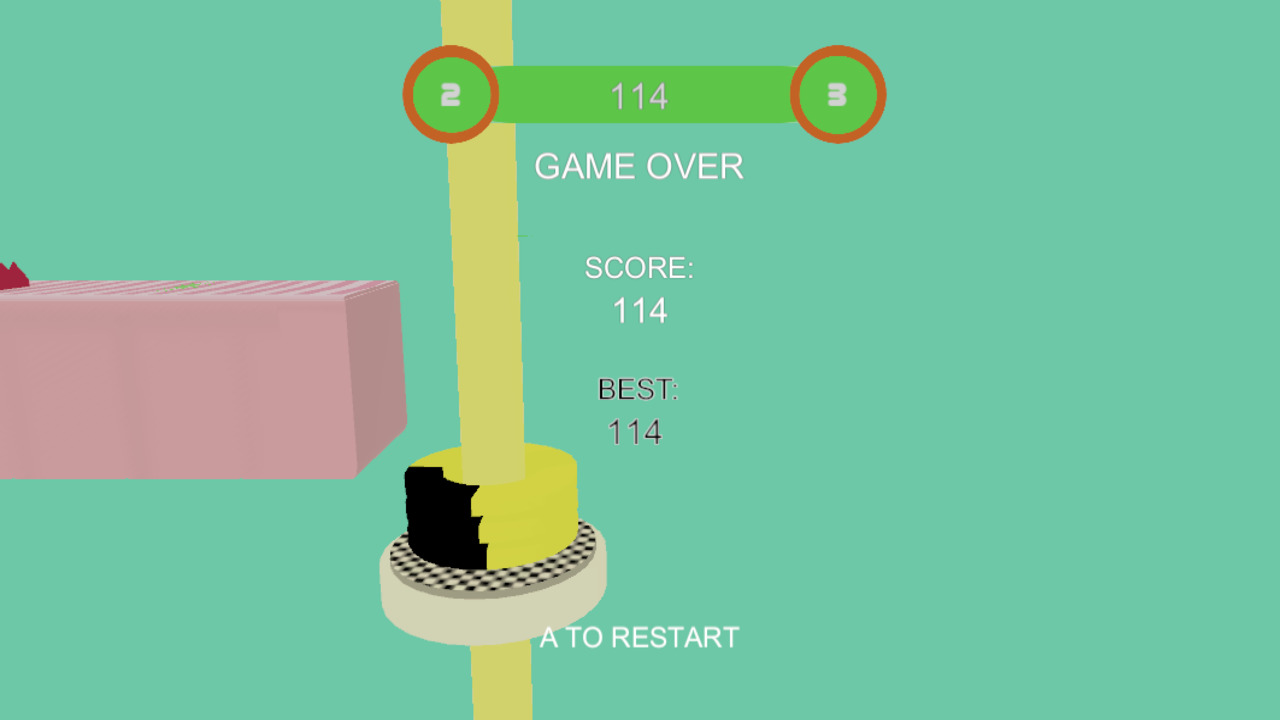 2 114 3
GAME OVER
SCORE:
114
BEST:
114
A TO RESTART